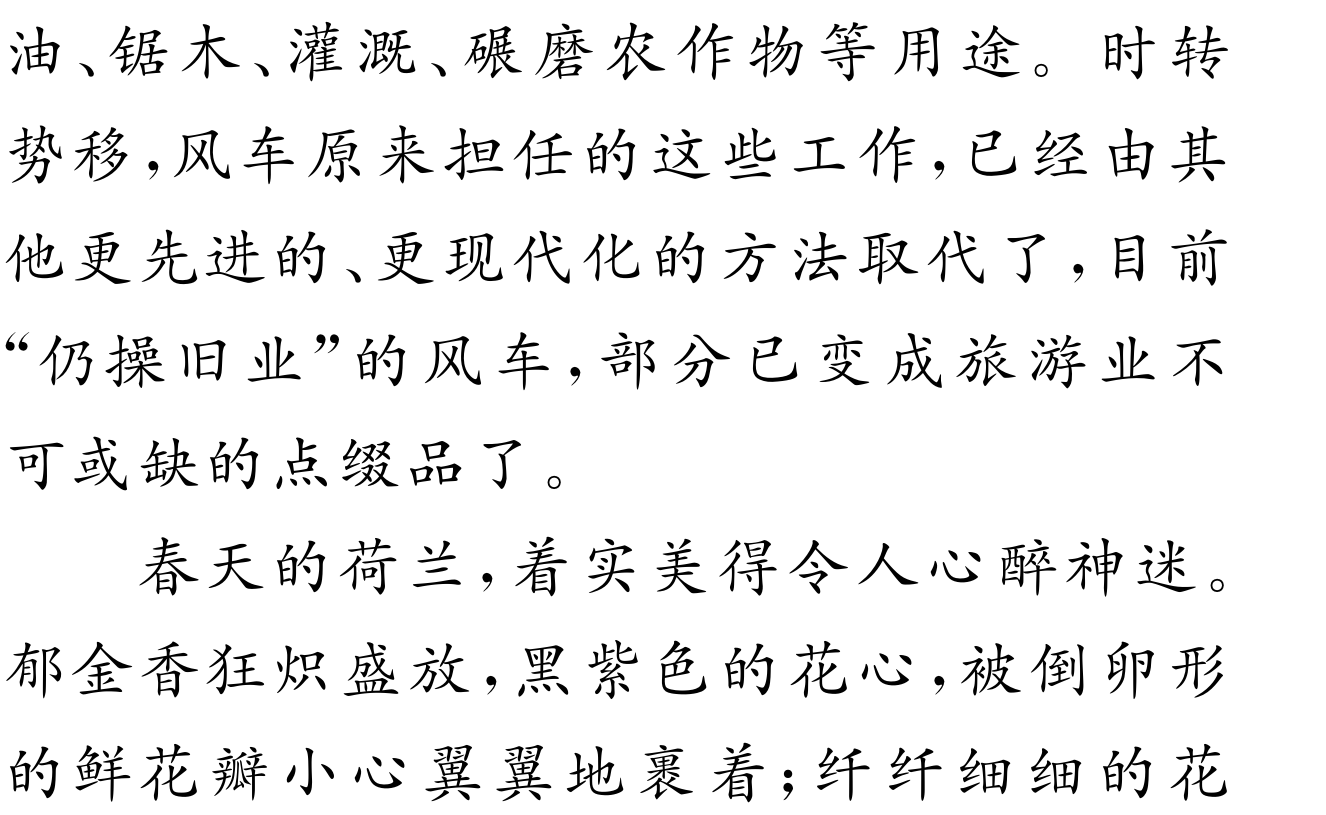 油、锯木、灌溉、碾磨农作物等用途。时转
势移，风车原来担任的这些工作，已经由其
他更先进的、更现代化的方法取代了，目前
“仍操旧业”的风车，部分已变成旅游业不
可或缺的点缀品了。
春天的荷兰，着实美得令人心醉神迷。
郁金香狂炽盛放，黑紫色的花心，被倒卵形
的鲜花瓣小心翼翼地裹着；纤纤细细的花